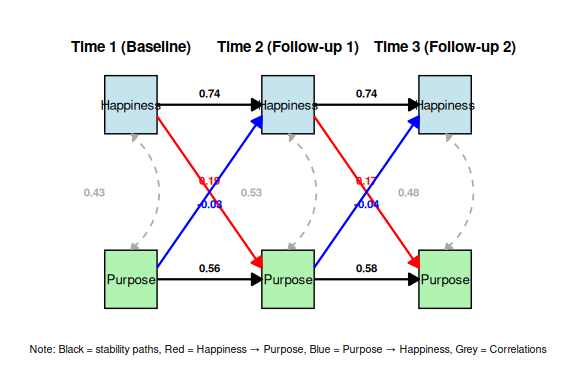 Time 1 (Baseline) Time 2 (Follow-up 1) Time 3 (Follow-up 2)
0.74 0.74
Happiness Happiness Happiness
0.19 0.17
0.43 0.53 0.48
-0.03 -0.04
0.56 0.58
Purpose Purpose Purpose
Note: Black = stability paths, Red = Happiness → Purpose, Blue = Purpose → Happiness, Grey = Correlations